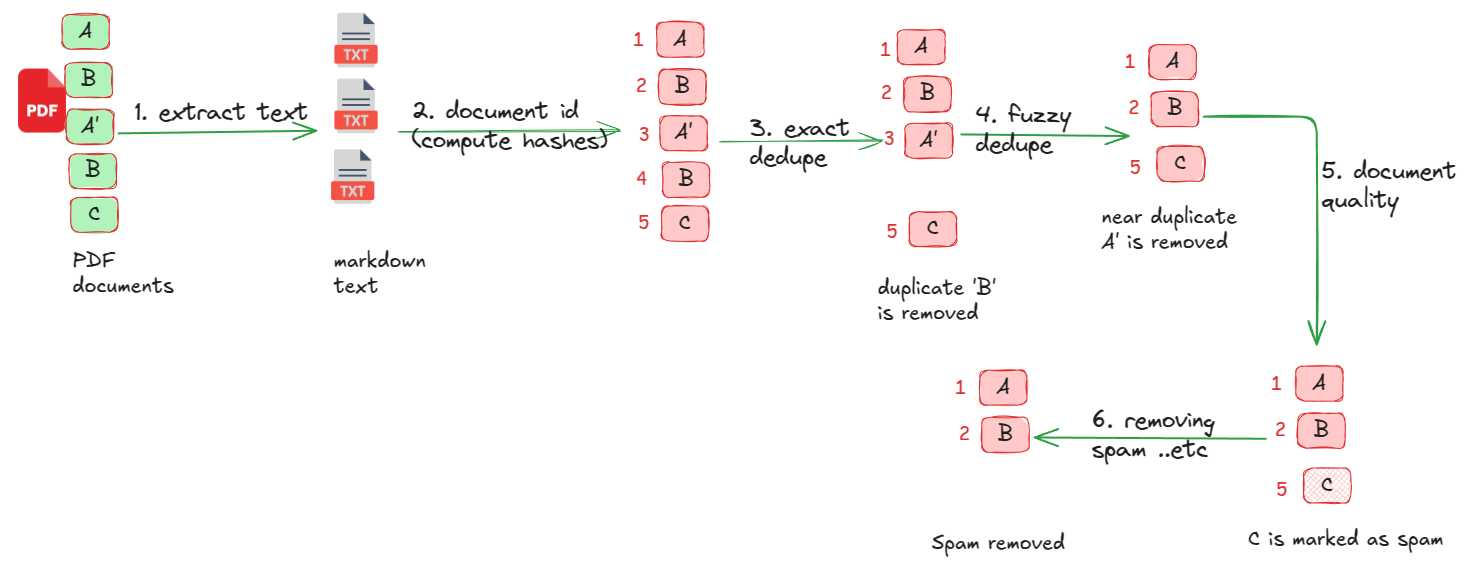 A
B
PDF
A'
B
C
PDF
documents
1. extract text
TXT
TXT
TXT
markdown
text
2. document id
(compute hashes)
1 A
2 B
3 A'
4 B
5 C
3. exact
dedupe
1 A
2 B
3 A'
5 C
duplicate 'B'
is removed
4. fuzzy
dedupe
1 A
2 B
5 C
near duplicate
A' is removed
5. document
quality
1 A
2 B
5 C
C is marked as spam
6. removing
spam ..etc
1 A
2 B
Spam removed